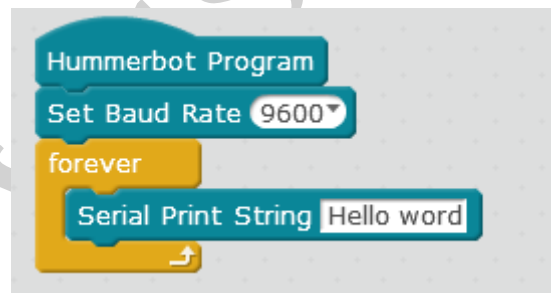 Hummerbot Program
Set Baud Rate 9600
forever
Serial Print String Hello word